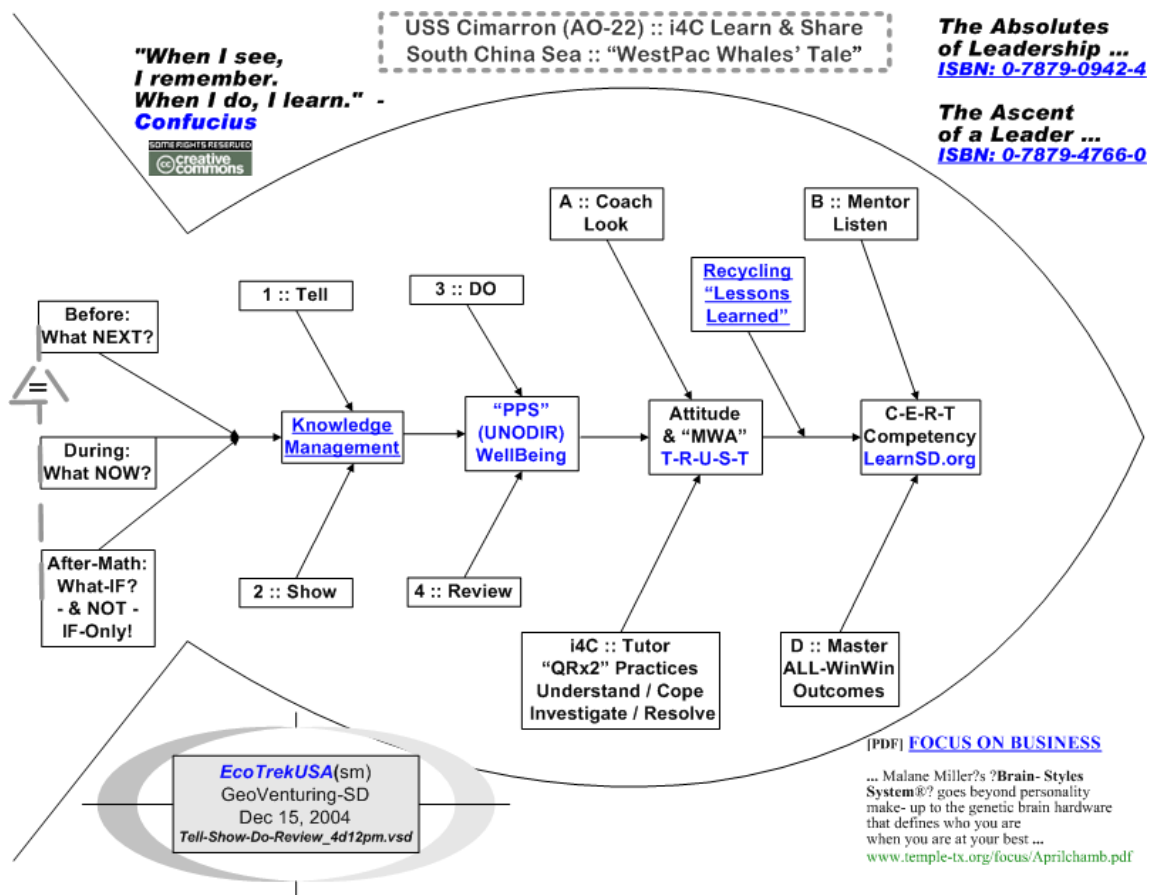 USS Cimarron (AO-22) :: i4C Learn & Share
South China Sea :: “WestPac Whales’ Tale”
"When I see,
I remember.
When I do, I learn." -
Confucius
SOME RIGHTS RESERVED
cc creative
commons
The Absolutes
of Leadership ...
ISBN: 0-7879-0942-4
The Ascent
of a Leader ...
ISBN: 0-7879-4766-0
A :: Coach
Look
B :: Mentor
Listen
Recycling
“Lessons
Learned”
1 :: Tell
3 :: DO
Before:
What NEXT?
=
During:
What NOW?
After-Math:
What-IF?
- & NOT -
IF-Only!
Knowledge
Management
“PPS”
(UNODIR)
WellBeing
Attitude
& “MWA”
T-R-U-S-T
C-E-R-T
Competency
LearnSD.org
2 :: Show
4 :: Review
i4C :: Tutor
“QRx2” Practices
Understand / Cope
Investigate / Resolve
D :: Master
ALL-WinWin
Outcomes
EcoTrekUSA(sm)
GeoVenturing-SD
Dec 15, 2004
Tell-Show-Do-Review_4d12pm.vsd
[PDF] FOCUS ON BUSINESS
... Malane Miller?s ?Brain- Styles
System®? goes beyond personality
make- up to the genetic brain hardware
that defines who you are
when you are at your best ...
www.temple-tx.org/focus/Aprilchamb.pdf